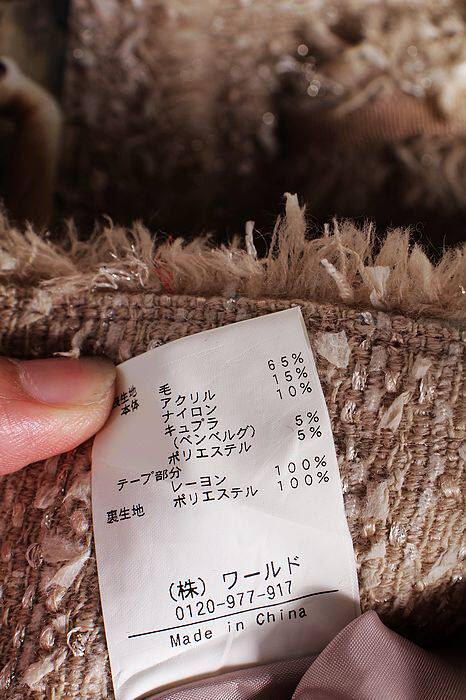 表生地 毛 65%
本体 アクリル 15%
ナイロン 10%
キュプラ 5%
(ベンベルグ)
ポリエステル 5%
テープ部分
レーヨン 100%
裏生地 ポリエステル 100%
(株) ワールド
0120-977-917
Made in China